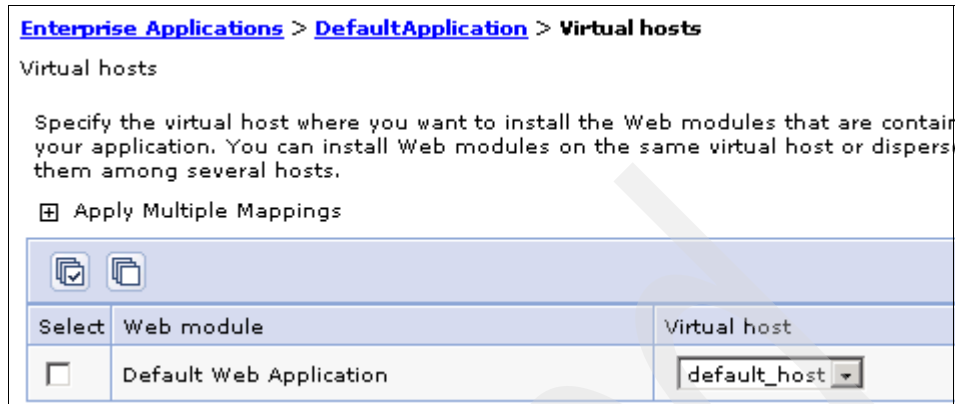 Enterprise Applications > DefaultApplication > Virtual hosts
Virtual hosts
Specify the virtual host where you want to install the Web modules that are
your application. You can install Web modules on the same virtual host or
them among several hosts.
Apply Multiple Mappings
Select Web module Virtual host
Default Web Application default_host